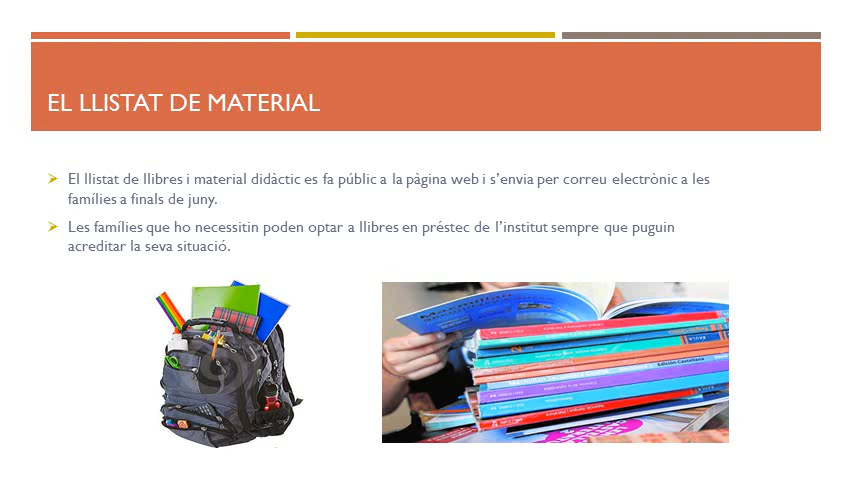 EL LLISTAT DE MATERIAL
El llistat de llibres i material didàctic es fa públic a la pàgina web i s’envia per correu electrònic a les
famílies a finals de juny.
Les famílies que ho necessitin poden optar a llibres en préstec de l’institut sempre que puguin
acreditar la seva situació.
Edición Castellana